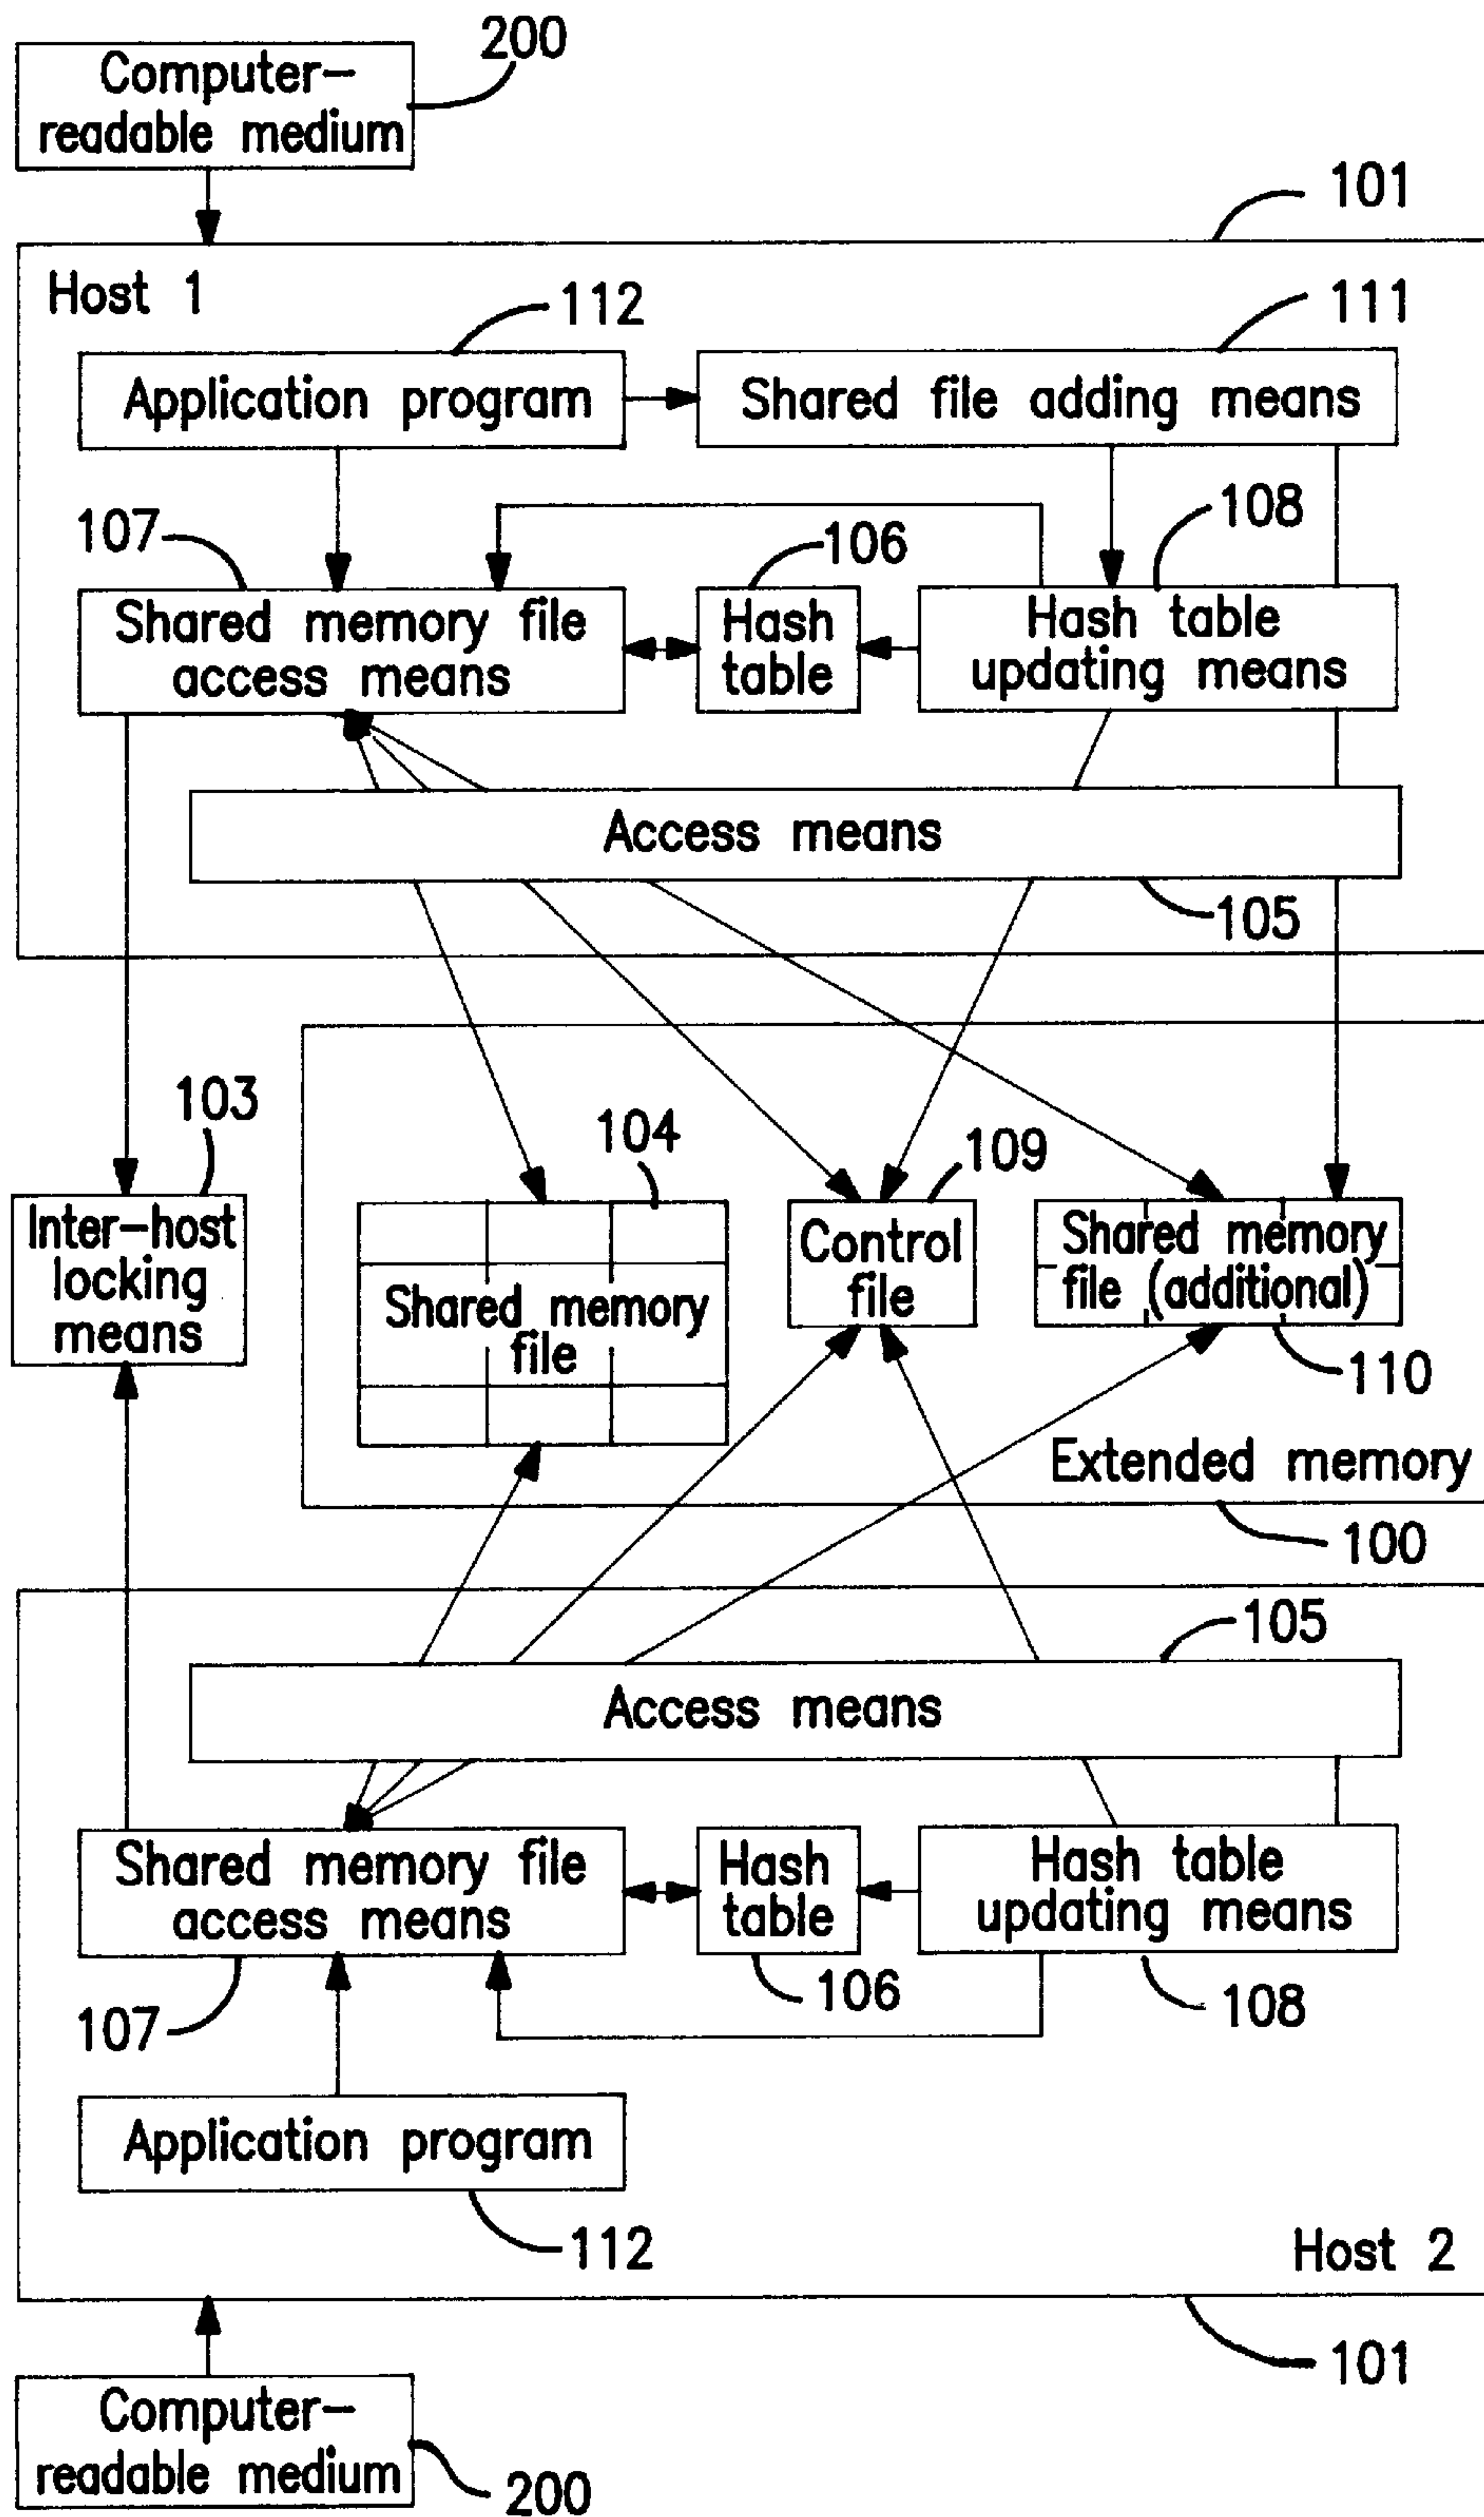 200
Computer-
readable medium
101
Host 1
112
111
Application program
Shared file adding means
107
106
108
Shared memory file
access means
Hash
table
Hash table
updating means
Access means
105
103
104
109
Inter-host
locking
means
Shared memory
file
Control
file
Shared memory
file (additional)
110
Extended memory
100
105
Access means
Shared memory file
access means
Hash
table
Hash table
updating means
107
106
108
Application program
112
Host 2
101
Computer-
readable medium
200